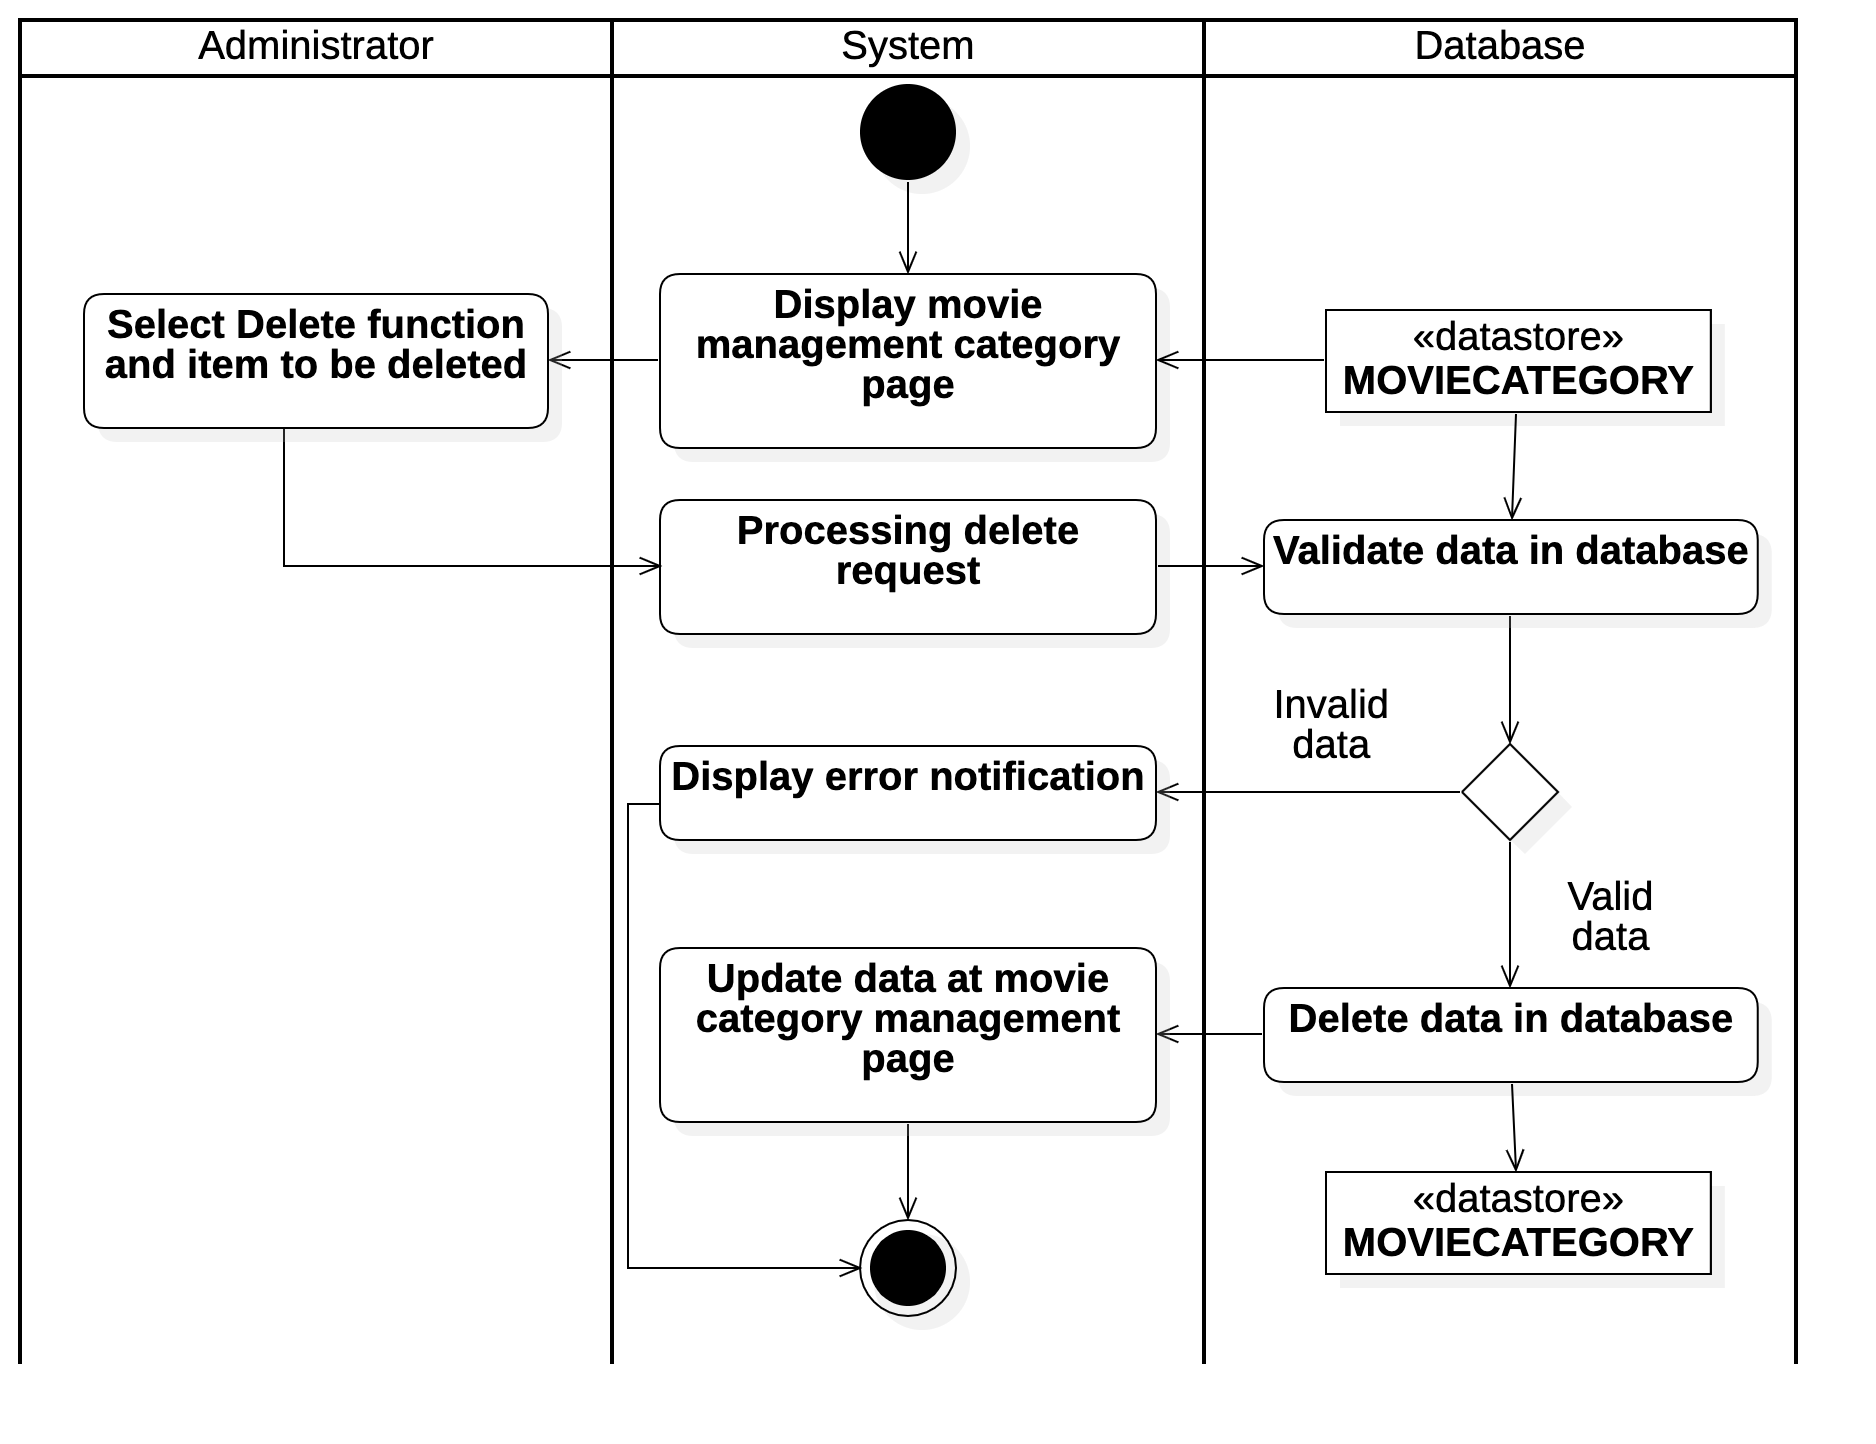 Administrator
System
Database
Display movie
management category
page
Select Delete function
and item to be deleted
«datastore»
MOVIECATEGORY
Processing delete
request
Validate data in database
Invalid
data
Display error notification
Valid
data
Update data at movie
category management
page
Delete data in database
«datastore»
MOVIECATEGORY